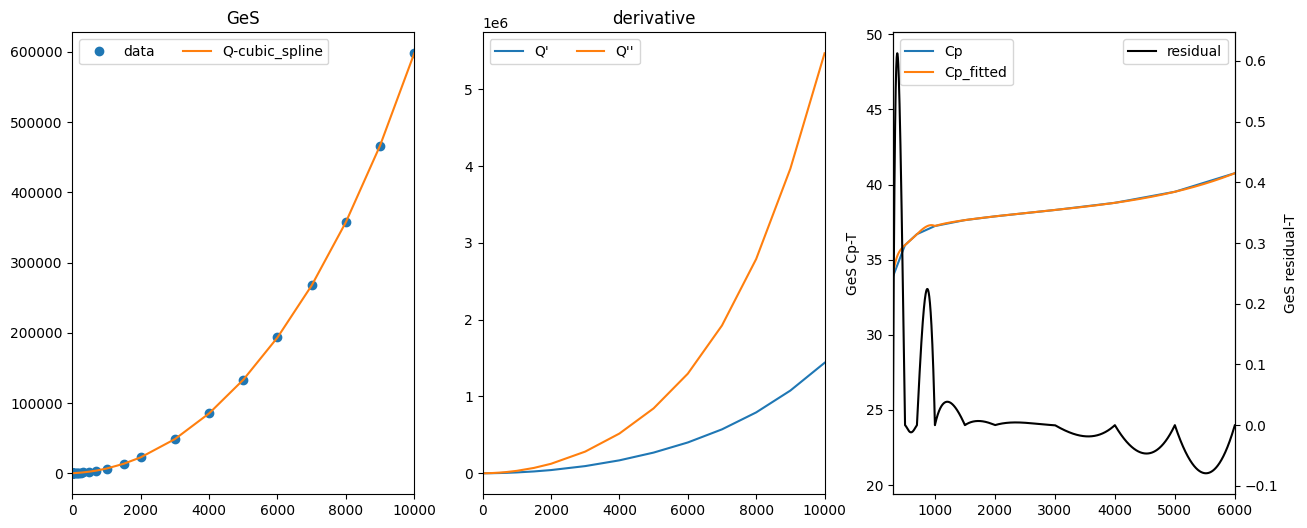 GeS
data
Q-cubic_spline
600000
500000
400000
300000
200000
100000
0
0 2000 4000 6000 8000 10000
derivative
1e6
Q'
Q''
5
4
3
2
1
0
0 2000 4000 6000 8000 10000
Cp
Cp_fitted
residual
50
45
40
35
30
25
20
GeS Cp-T
1000 2000 3000 4000 5000 6000
0.6
0.5
0.4
0.3
0.2
0.1
0.0
−0.1
GeS residual-T